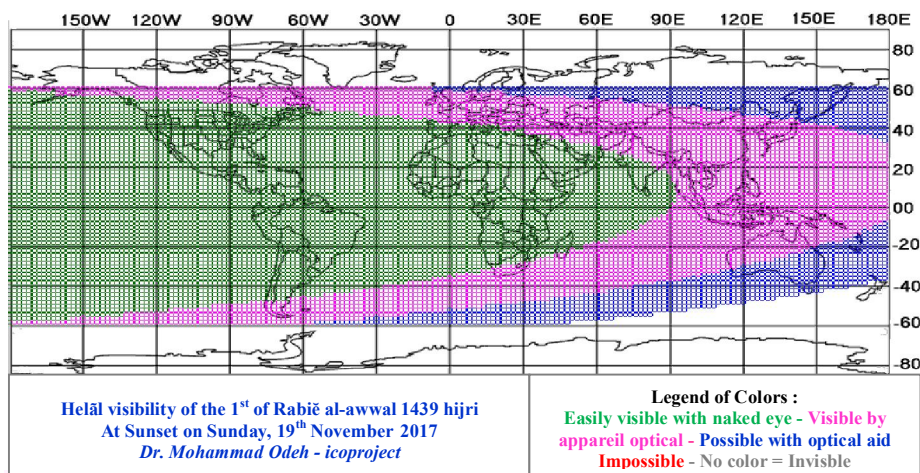 150W 120W 90W 60W 30W 0 30E 60E 90E 120E 150E 180E
80
60
40
20
00
-20
-40
-60
-80
Helāl visibility of the 1st of Rabiě al-awwal 1439 hijri
At Sunset on Sunday, 19th November 2017
Dr. Mohammad Odeh - icoproject
Legend of Colors :
Easily visible with naked eye - Visible by
appareil optical - Possible with optical aid
Impossible - No color = Invisble